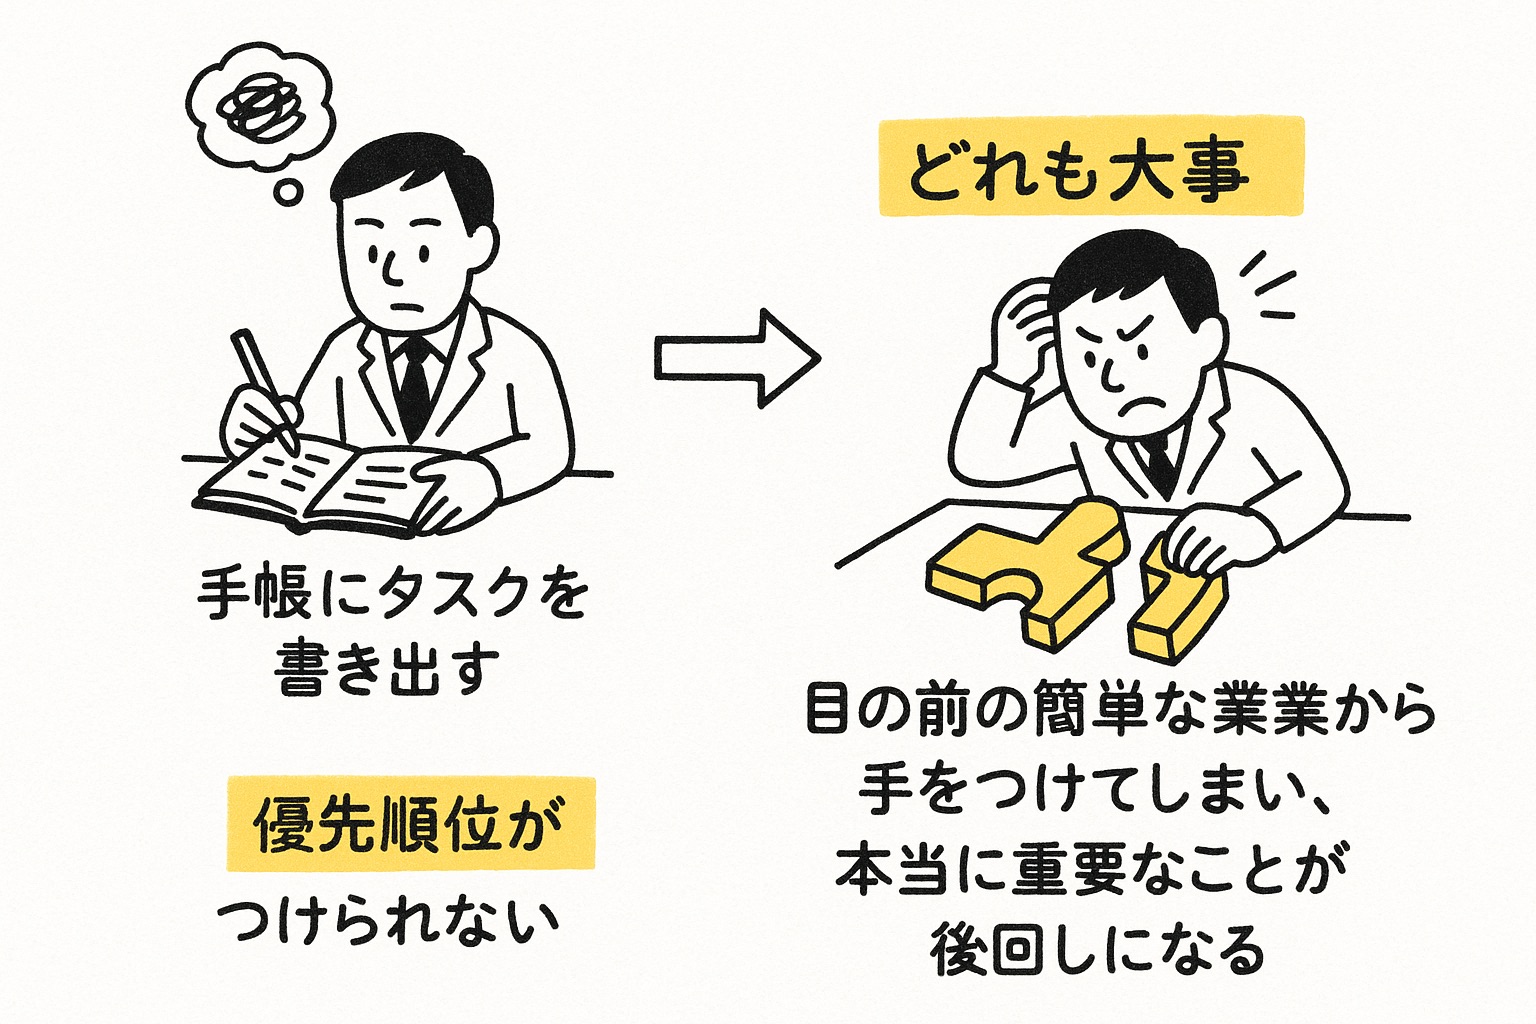 手帳にタスクを
書き出す
優先順位が
つけられない
どれも大事
目の前の簡単な業業から
手をつけてしまい、
本当に重要なことが
後回しになる